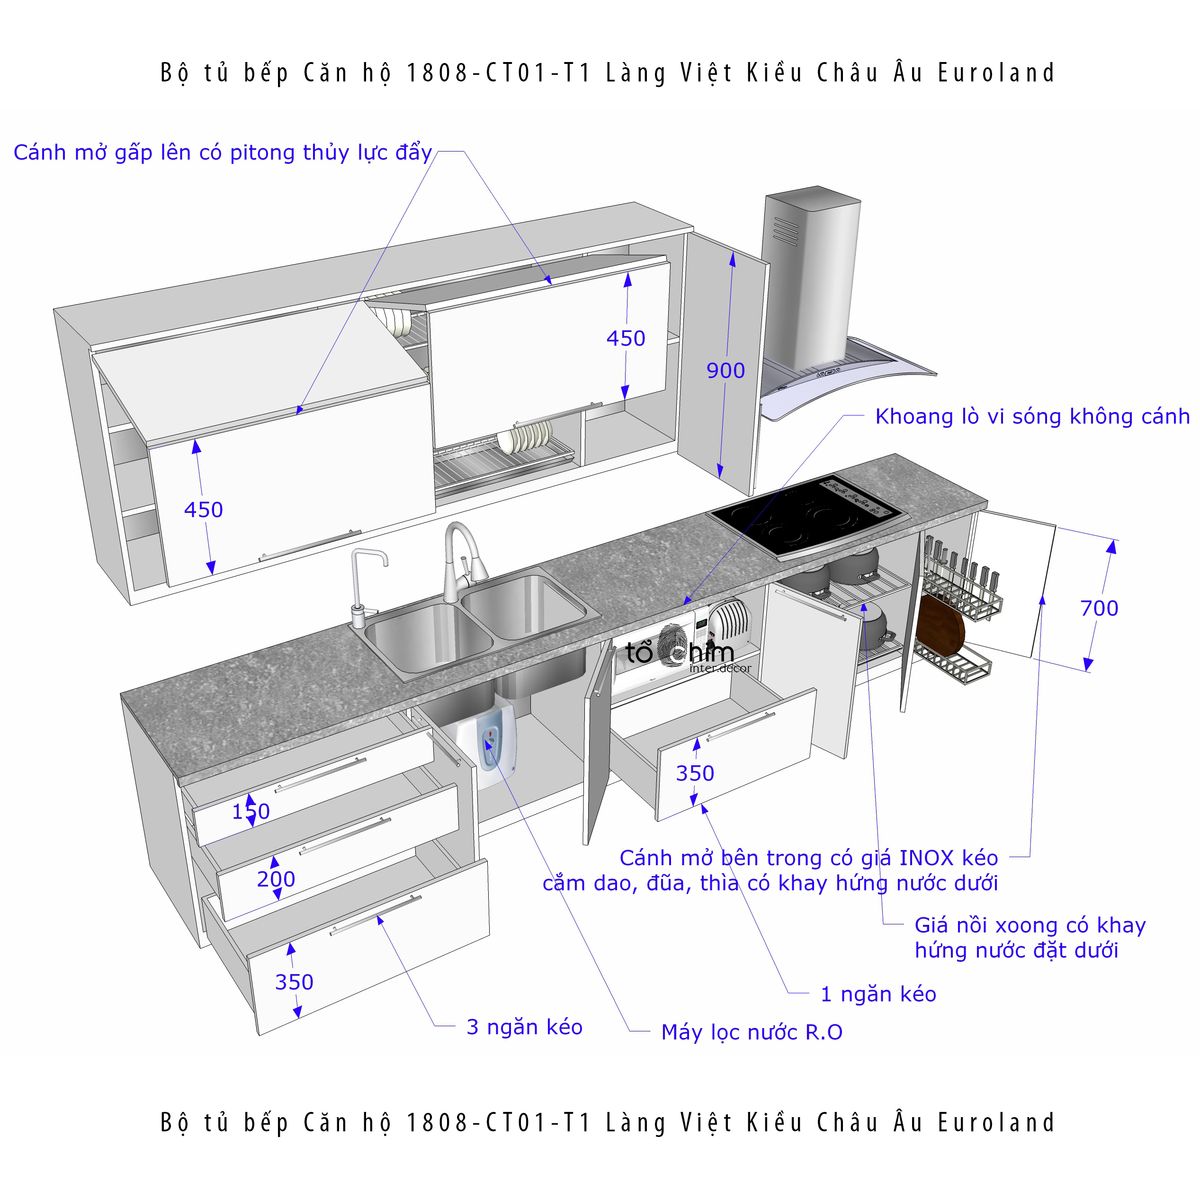 Bộ tủ bếp Căn hộ 1808-CT01-T1 Làng Việt Kiều Châu Âu Euroland
Cánh mở gấp lên có pitong thủy lực đẩy
450
900
Khoang lò vi sóng không cánh
450
700
tổ chim
inter.decor
350
150
200
Cánh mở bên trong có giá INOX kéo
cắm dao, đũa, thìa có khay hứng nước dưới
Giá nồi xoong có khay
hứng nước đặt dưới
350
1 ngăn kéo
3 ngăn kéo
Máy lọc nước R.O
Bộ tủ bếp Căn hộ 1808-CT01-T1 Làng Việt Kiều Châu Âu Euroland